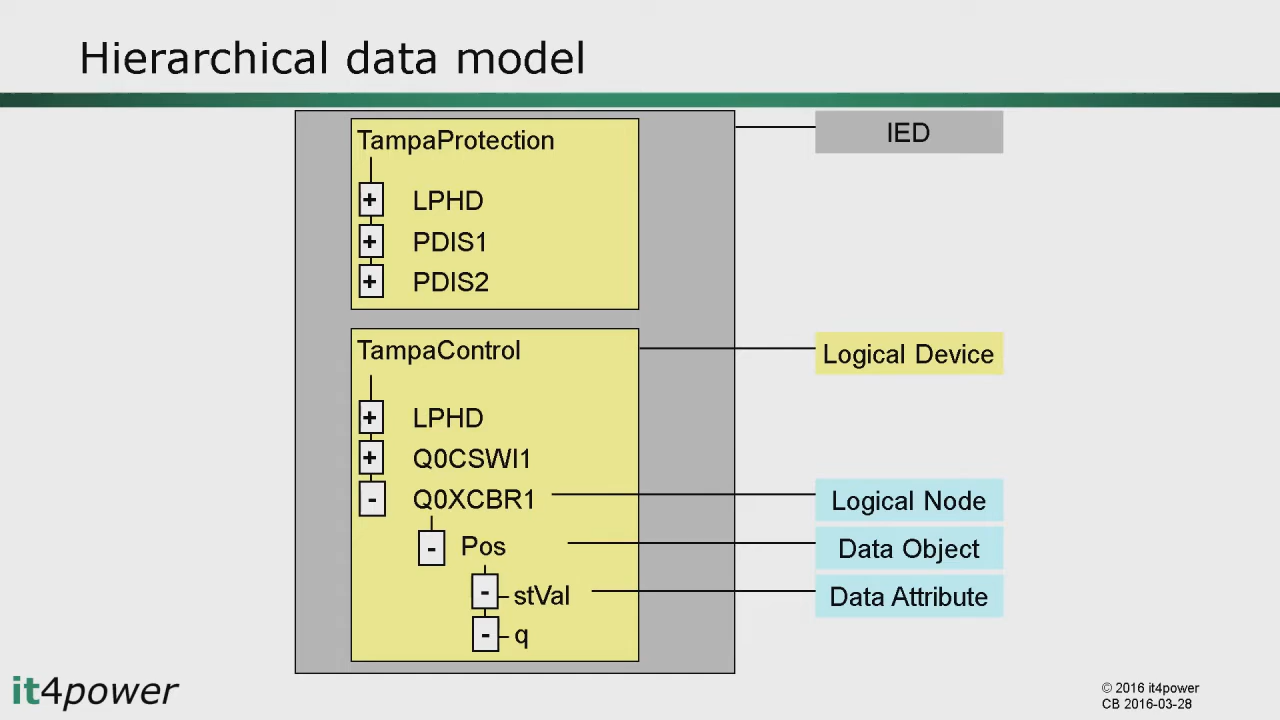 Hierarchical data model
TampaProtection
+ LPHD
+ PDIS1
+ PDIS2
TampaControl
+ LPHD
+ Q0CSWI1
- Q0XCBR1
- Pos
- stVal
- q
IED
Logical Device
Logical Node
Data Object
Data Attribute
it4power
© 2016 it4power
CB 2016-03-28